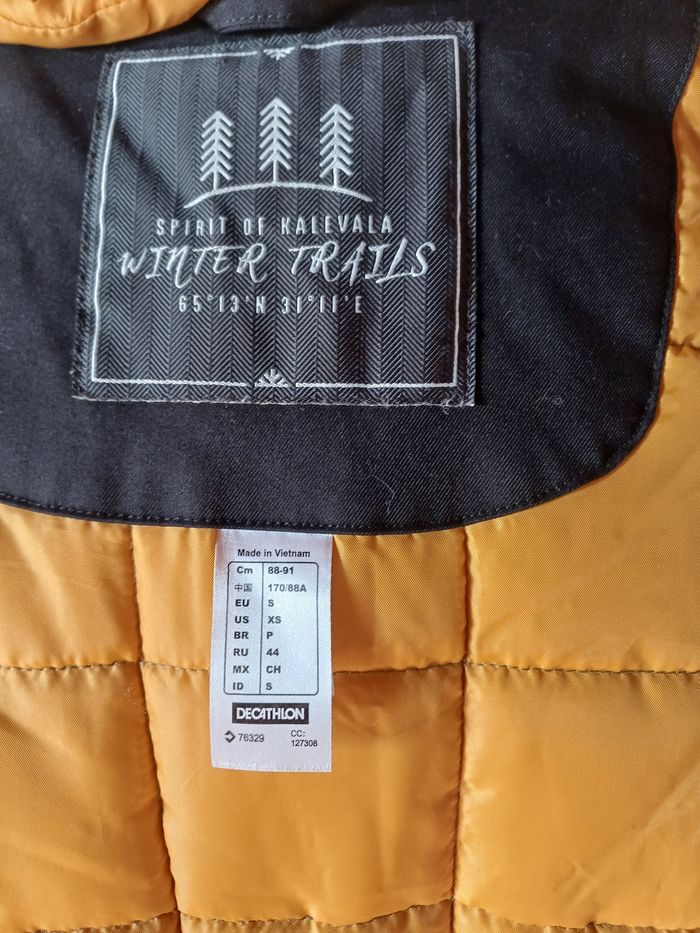 SPIRIT OF KALEVALA
WINTER TRAILS
65°13'N 31°11'E
Made in Vietnam
Cm 88-91
中国 170/88A
EU S
US XS
BR P
RU 44
MX CH
ID S
DECATHLON
76329 CC:
127308